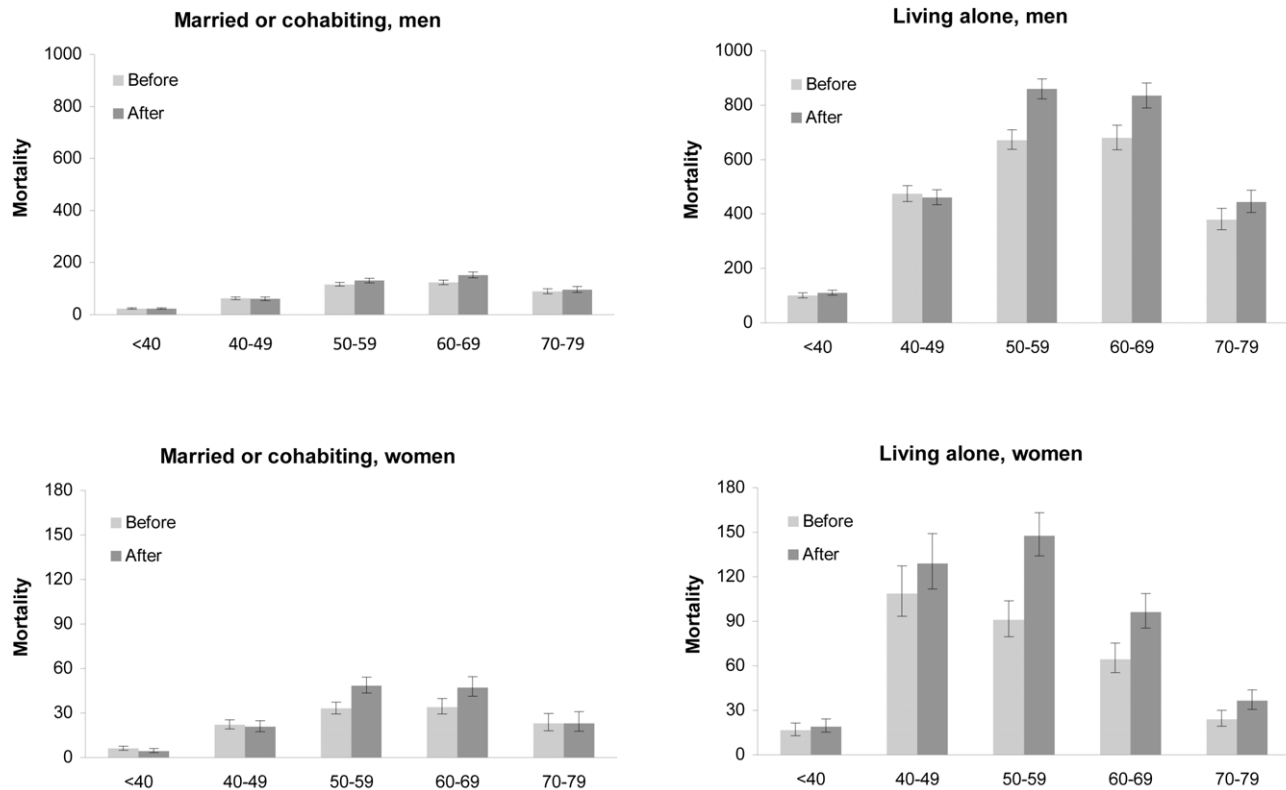 Married or cohabiting, men
1000
800
600
400
200
0
Mortality
Before
After
<40 40-49 50-59 60-69 70-79
Living alone, men
1000
800
600
400
200
0
Mortality
Before
After
<40 40-49 50-59 60-69 70-79
Married or cohabiting, women
180
150
120
90
60
30
0
Mortality
Before
After
<40 40-49 50-59 60-69 70-79
Living alone, women
180
150
120
90
60
30
0
Mortality
Before
After
<40 40-49 50-59 60-69 70-79